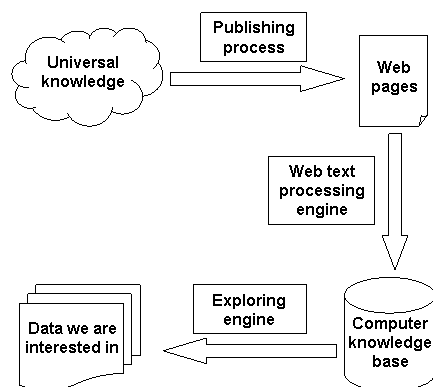 Universal
knowledge
Publishing
process
Web
pages
Web text
processing
engine
Computer
knowledge
base
Exploring
engine
Data we are
interested in